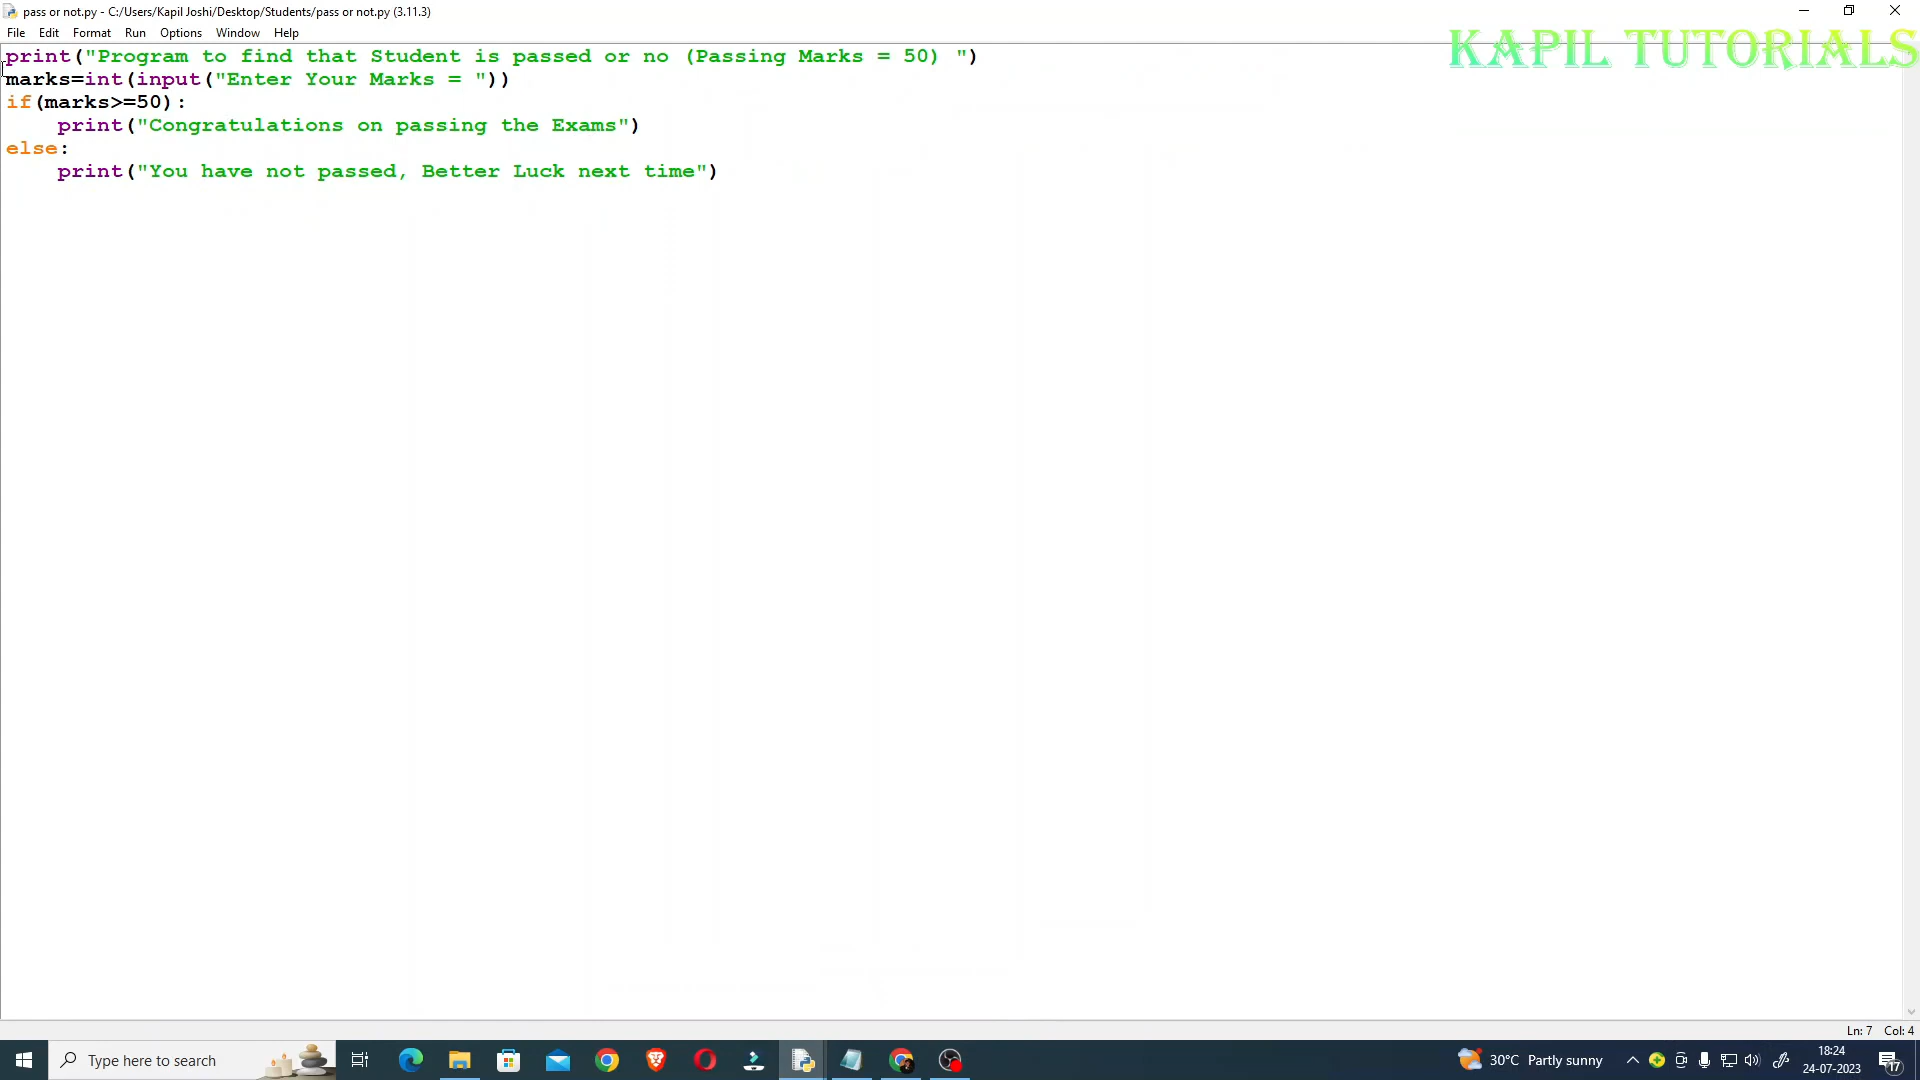 pass or not.py - C:/Users/Kapil Joshi/Desktop/Students/pass or not.py (3.11.3)
File Edit Format Run Options Window Help
KAPIL TUTORIALS
print("Program to find that Student is passed or no (Passing Marks = 50) ")
marks=int(input("Enter Your Marks = "))
if(marks>=50):
    print("Congratulations on passing the Exams")
else:
    print("You have not passed, Better Luck next time")
Ln: 7 Col: 4
Type here to search
30°C Partly sunny
18:24
24-07-2023
17